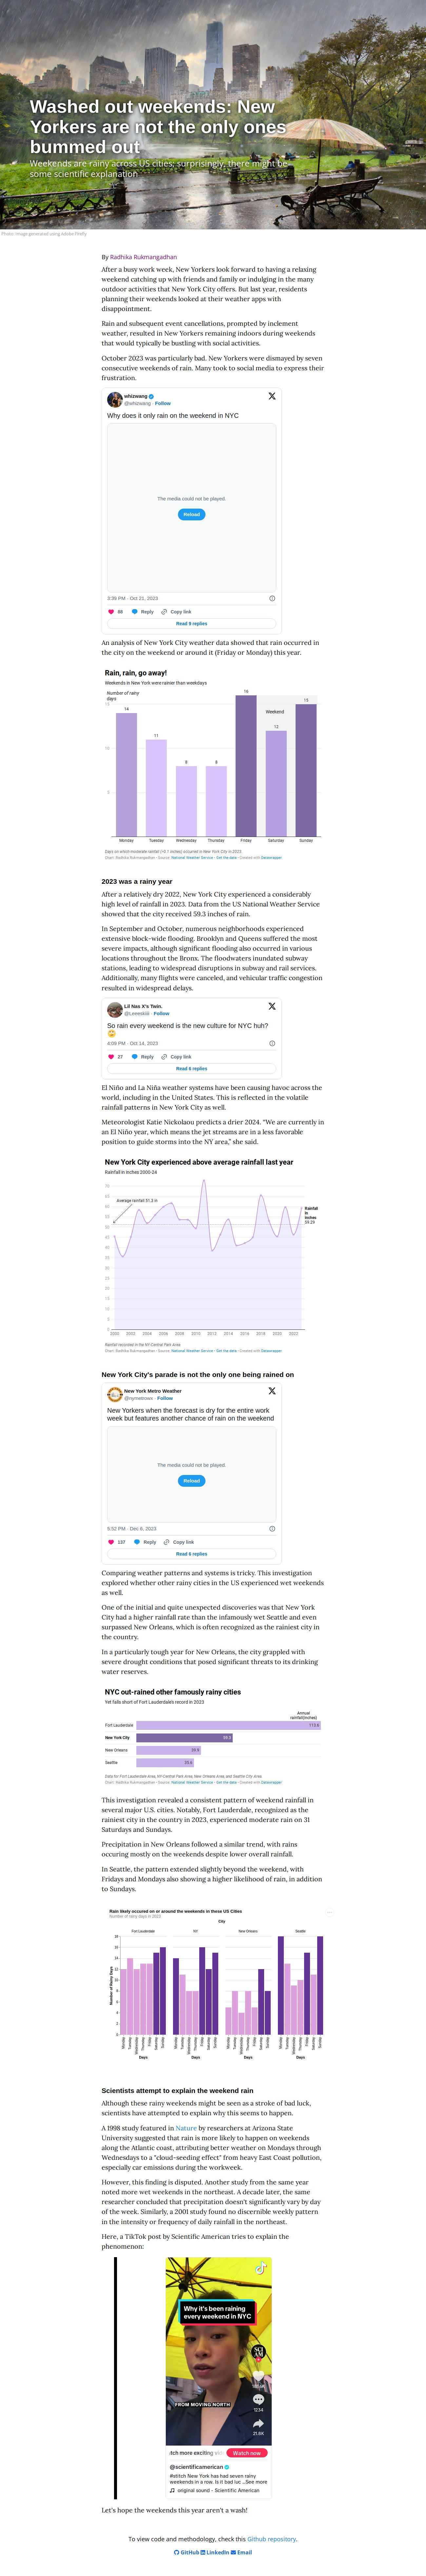 Washed out weekends: New
Yorkers are not the only ones
bummed out
Weekends are rainy across US cities; surprisingly, there might be
some scientific explanation
Photo: Image generated using Adobe Firefly
By Radhika Rukmangadhan
After a busy work week, New Yorkers look forward to having a relaxing
weekend catching up with friends and family or indulging in the many
outdoor activities that New York City offers. But last year, residents
planning their weekends looked at their weather apps with
disappointment.
Rain and subsequent event cancellations, prompted by inclement
weather, resulted in New Yorkers remaining indoors during weekends
that would typically be bustling with social activities.
October 2023 was particularly bad. New Yorkers were dismayed by seven
consecutive weekends of rain. Many took to social media to express their
frustration.
whizwang
@whizwang · Follow
Why does it only rain on the weekend in NYC
The media could not be played.
Reload
3:39 PM · Oct 21, 2023
88 Reply Copy link
Read 9 replies
An analysis of New York City weather data showed that rain occurred in
the city on the weekend or around it (Friday or Monday) this year.
Rain, rain, go away!
Weekends in New York were rainier than weekdays
Number of rainy
days
15
10
5
14
11
8
8
16
Weekend
12
15
Monday Tuesday Wednesday Thursday Friday Saturday Sunday
Days on which moderate rainfall (>0.1 inches) occurred in New York City in 2023
Chart: Radhika Rukmangadhan • Source: National Weather Service • Get the data • Created with Datawrapper
2023 was a rainy year
After a relatively dry 2022, New York City experienced a considerably
high level of rainfall in 2023. Data from the US National Weather Service
showed that the city received 59.3 inches of rain.
In September and October, numerous neighborhoods experienced
extensive block-wide flooding. Brooklyn and Queens suffered the most
severe impacts, although significant flooding also occurred in various
locations throughout the Bronx. The floodwaters inundated subway
stations, leading to widespread disruptions in subway and rail services.
Additionally, many flights were canceled, and vehicular traffic congestion
resulted in widespread delays.
Lil Nas X's Twin.
· Follow
So rain every weekend is the new culture for NYC huh?
🙄
4:09 PM · Oct 14, 2023
27 Reply Copy link
Read 6 replies
El Niño and La Niña weather systems have been causing havoc across the
world, including in the United States. This is reflected in the volatile
rainfall patterns in New York City as well.
Meteorologist Katie Nickolaou predicts a drier 2024. “We are currently in
an El Niño year, which means the jet streams are in a less favorable
position to guide storms into the NY area,” she said.
New York City experienced above average rainfall last year
Rainfall in inches 2000-24
70
65
60
55
50
45
40
35
30
25
20
15
10
5
0
Average rainfall 51.3 in
Rainfall
in
inches
59.29
2000 2002 2004 2006 2008 2010 2012 2014 2016 2018 2020 2022
Rainfall recorded in the NY-Central Park Area
Chart: Radhika Rukmangadhan • Source: National Weather Service • Get the data • Created with Datawrapper
New York City's parade is not the only one being rained on
New York Metro Weather
@nymetrowx · Follow
New Yorkers when the forecast is dry for the entire work
week but features another chance of rain on the weekend
The media could not be played.
Reload
5:52 PM · Dec 6, 2023
137 Reply Copy link
Read 8 replies
Comparing weather patterns and systems is tricky. This investigation
explored whether other rainy cities in the US experienced wet weekends
as well.
One of the initial and quite unexpected discoveries was that New York
City had a higher rainfall rate than the infamously wet Seattle and even
surpassed New Orleans, which is often recognized as the rainiest city in
the country.
In a particularly tough year for New Orleans, the city grappled with
severe drought conditions that posed significant threats to its drinking
water reserves.
NYC out-rained other famously rainy cities
Yet falls short of Fort Lauderdale's record in 2023
Annual
rainfall(inches)
Fort Lauderdale
New York City 59.3
New Orleans
Seattle
Data for Fort Lauderdale Area, NY-Central Park Area, New Orleans Area, and Seattle City Area.
Chart: Radhika Rukmangadhan • Source: National Weather Service • Get the data • Created with Datawrapper
This investigation revealed a consistent pattern of weekend rainfall in
several major U.S. cities. Notably, Fort Lauderdale, recognized as the
rainiest city in the country in 2023, experienced moderate rain on 31
Saturdays and Sundays.
Precipitation in New Orleans followed a similar trend, with rains
occuring mostly on the weekends despite lower overall rainfall.
In Seattle, the pattern extended slightly beyond the weekend, with
Fridays and Mondays also showing a higher likelihood of rain, in addition
to Sundays.
Rain likely occured on or around the weekends in these US Cities
Number of rainy days in 2023
City
Fort Lauderdale NY New Orleans Seattle
Number of Rainy Days
18
16
14
12
10
8
6
4
2
0
Monday Tuesday Wednesday Thursday Friday Saturday Sunday
Monday Tuesday Wednesday Thursday Friday Saturday Sunday
Monday Tuesday Wednesday Thursday Friday Saturday Sunday
Monday Tuesday Wednesday Thursday Friday Saturday Sunday
Days Days Days Days
Scientists attempt to explain the weekend rain
Although these rainy weekends might be seen as a stroke of bad luck,
scientists have attempted to explain why this seems to happen.
A 1998 study featured in Nature by researchers at Arizona State
University suggested that rain is more likely to happen on weekends
along the Atlantic coast, attributing better weather on Mondays through
Wednesdays to a "cloud-seeding effect" from heavy East Coast pollution,
especially car emissions during the workweek.
However, this finding is disputed. Another study from the same year
noted more wet weekends in the northeast. A decade later, the same
researcher concluded that precipitation doesn't significantly vary by day
of the week. Similarly, a 2001 study found no discernible weekly pattern
in the intensity or frequency of daily rainfall in the northeast.
Here, a TikTok post by Scientific American tries to explain the
phenomenon:
Why it's been raining
every weekend in NYC
SCI
AM
1234
21.8K
FROM MOVING NORTH
tch more exciting
Watch now
@scientificamerican
#stitch New York has had seven rainy
weekends in a row. Is it bad luc ...See more
original sound - Scientific American
Let's hope the weekends this year aren't a wash!
To view code and methodology, check this Github repository.
GitHub LinkedIn Email